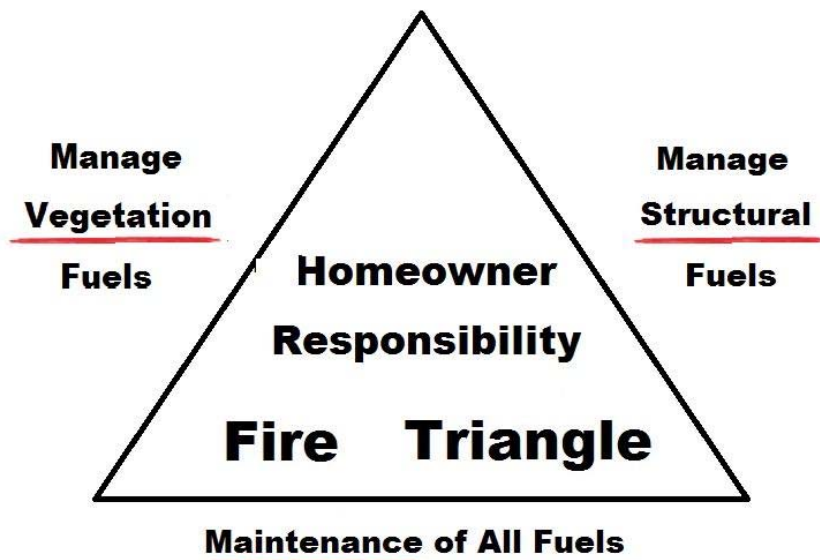 Manage
Vegetation
Fuels
Manage
Structural
Fuels
Homeowner
Responsibility
Fire Triangle
Maintenance of All Fuels